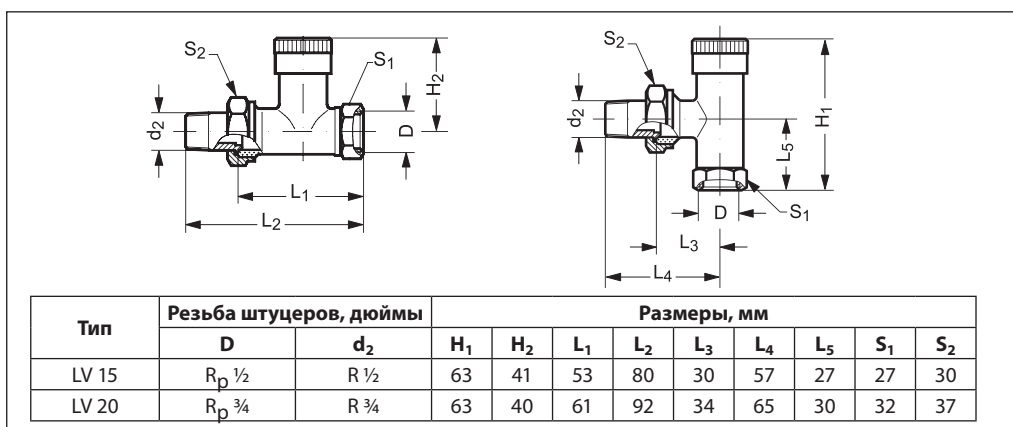 S₂
S₁
H₂
d₂
D
L₁
L₂
S₂
d₂
H₁
L₅
D
S₁
L₃
L₄
Тип
Резьба штуцеров, дюймы
Размеры, мм
D d₂ H₁ H₂ L₁ L₂ L₃ L₄ L₅ S₁ S₂
LV 15 Rp ½ R ½ 63 41 53 80 30 57 27 27 30
LV 20 Rp ¾ R ¾ 63 40 61 92 34 65 30 32 37